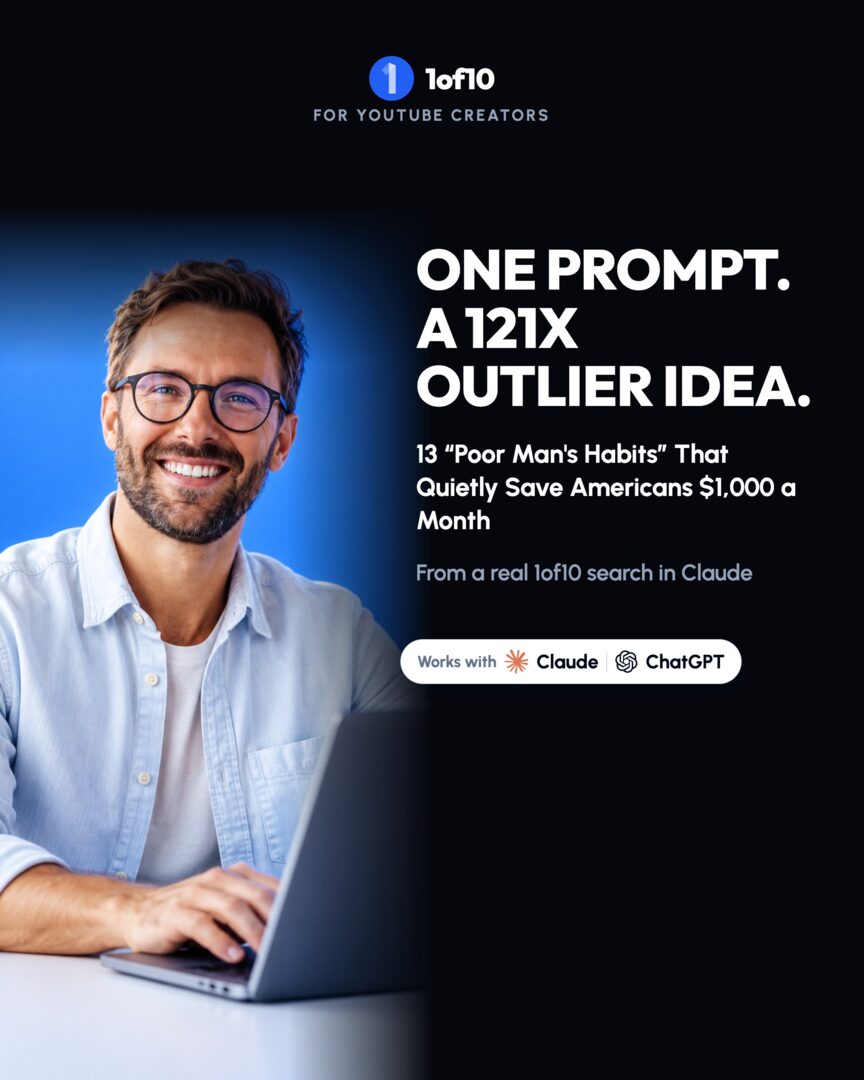 1of10
FOR YOUTUBE CREATORS
ONE PROMPT.
A 121X
OUTLIER IDEA.
13 “Poor Man's Habits” That
Quietly Save Americans $1,000 a
Month
From a real 1of10 search in Claude
Works with Claude ChatGPT